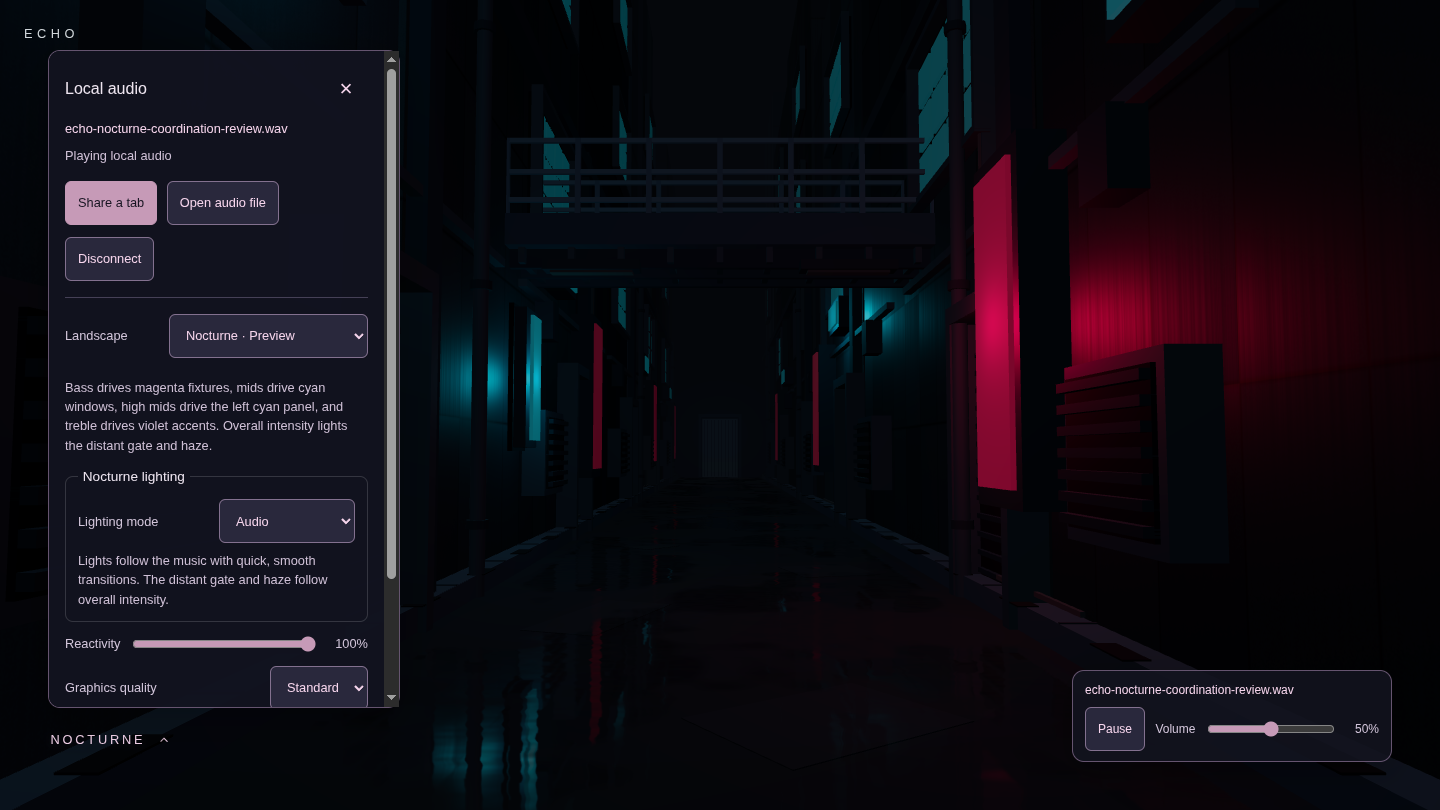 ECHO
Local audio
echo-nocturne-coordination-review.wav
Playing local audio
Share a tab
Open audio file
Disconnect
Landscape
Nocturne · Preview
Bass drives magenta fixtures, mids drive cyan
windows, high mids drive the left cyan panel, and
treble drives violet accents. Overall intensity lights
the distant gate and haze.
Nocturne lighting
Lighting mode
Audio
Lights follow the music with quick, smooth
transitions. The distant gate and haze follow
overall intensity.
Reactivity
100%
Graphics quality
Standard
NOCTURNE
echo-nocturne-coordination-review.wav
Pause
Volume
50%